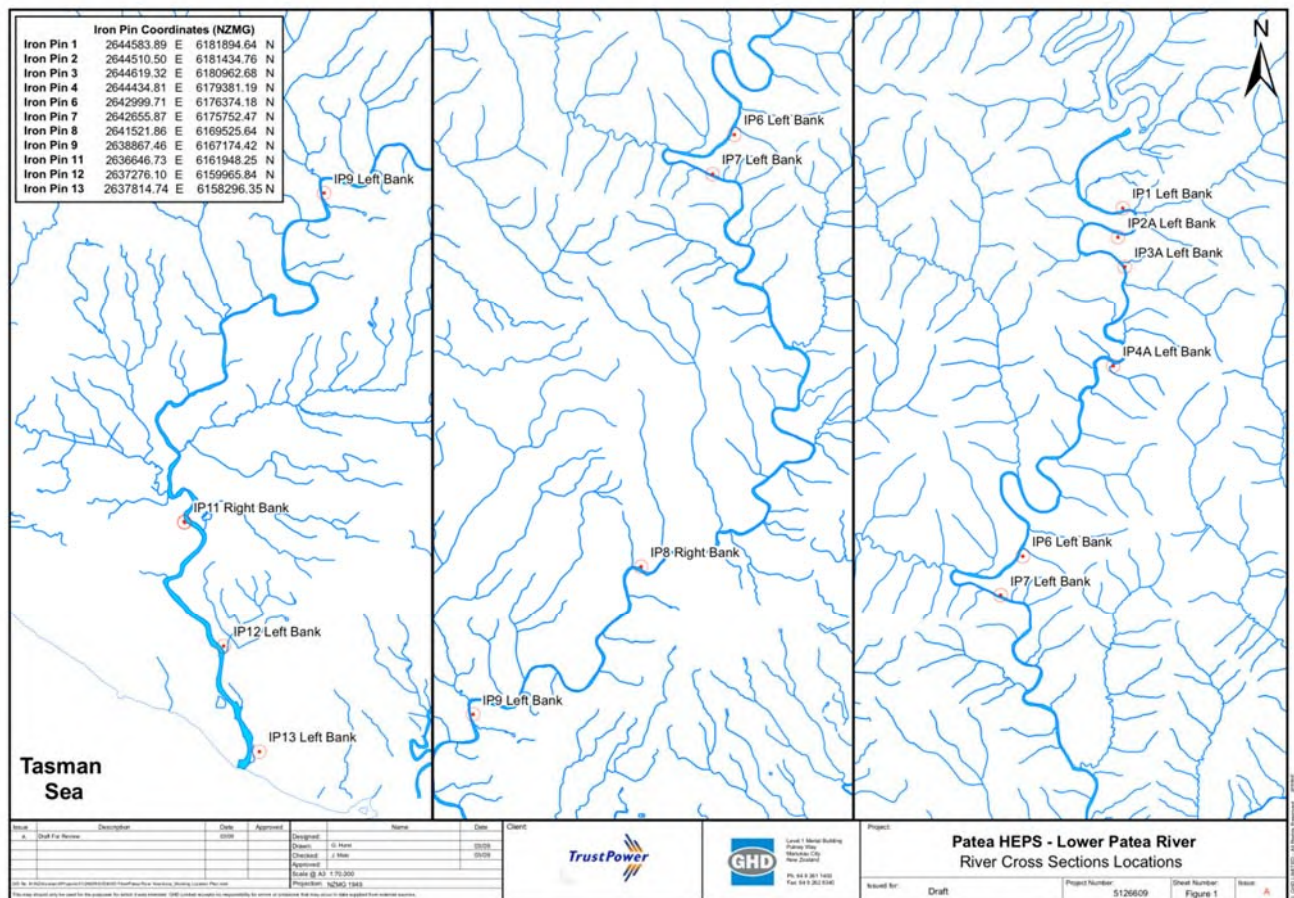 Iron Pin Coordinates (NZMG)
Iron Pin 1 2644583.89 E 6181894.64 N
Iron Pin 2 2644510.50 E 6181434.76 N
Iron Pin 3 2644619.32 E 6180962.68 N
Iron Pin 4 2644434.81 E 6179381.19 N
Iron Pin 6 2642999.71 E 6176374.18 N
Iron Pin 7 2642655.87 E 6175752.47 N
Iron Pin 8 2641521.86 E 6169525.64 N
Iron Pin 9 2638867.46 E 6167174.42 N
Iron Pin 11 2636646.73 E 6161948.25 N
Iron Pin 12 2637276.10 E 6159965.84 N
Iron Pin 13 2637814.74 E 6158296.35 N
IP9 Left Bank
IP11 Right Bank
IP12 Left Bank
IP13 Left Bank
Tasman
Sea
IP6 Left Bank
IP7 Left Bank
IP8 Right Bank
IP9 Left Bank
N
IP1 Left Bank
IP2A Left Bank
IP3A Left Bank
IP4A Left Bank
IP6 Left Bank
IP7 Left Bank
Issue Description Date Approved
A Draft For Review
Name Date
Designed:
Drawn:
Checked:
Approved:
Scale @ A3 1:70,000
Projection: NZMG 1949
Client:
TrustPower
GHD
Manukau City
New Zealand
Project:
Patea HEPS - Lower Patea River
River Cross Sections Locations
Issued for: Draft
Project Number: 5126609
Sheet Number: Figure 1
Issue: A